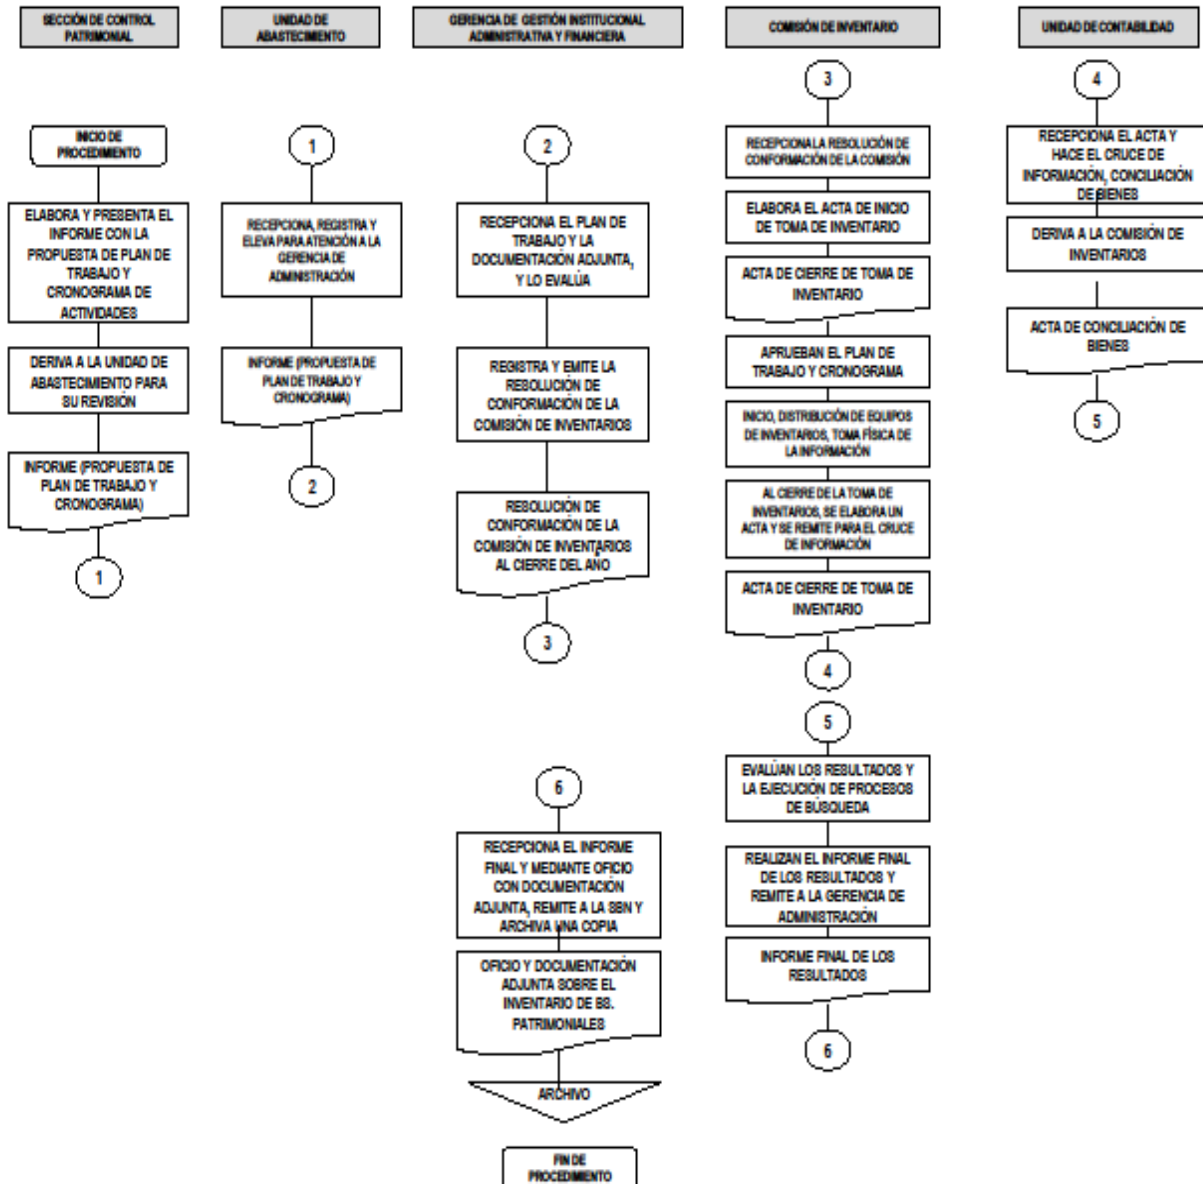 SECCIÓN DE CONTROL
PATRIMONIAL
UNIDAD DE
ABASTECIMIENTO
GERENCIA DE GESTIÓN INSTITUCIONAL
ADMINISTRATIVA Y FINANCIERA
COMISIÓN DE INVENTARIO
UNIDAD DE CONTABILIDAD
INICIO DE
PROCEDIMIENTO
ELABORA Y PRESENTA EL
INFORME CON LA
PROPUESTA DE PLAN DE
TRABAJO Y
CRONOGRAMA DE
ACTIVIDADES
DERIVA A LA UNIDAD DE
ABASTECIMIENTO PARA
SU REVISIÓN
INFORME (PROPUESTA DE
PLAN DE TRABAJO Y
CRONOGRAMA)
1
1
RECEPCIONA, REGISTRA Y
ELEVA PARA ATENCIÓN A LA
GERENCIA DE
ADMINISTRACIÓN
INFORME (PROPUESTA DE
PLAN DE TRABAJO Y
CRONOGRAMA)
2
2
RECEPCIONA EL PLAN DE
TRABAJO Y LA
DOCUMENTACIÓN ADJUNTA,
Y LO EVALÚA
REGISTRA Y EMITE LA
RESOLUCIÓN DE
CONFORMACIÓN DE LA
COMISIÓN DE INVENTARIOS
RESOLUCIÓN DE
CONFORMACIÓN DE LA
COMISIÓN DE INVENTARIOS
AL CIERRE DEL AÑO
3
3
RECEPCIONA LA RESOLUCIÓN DE
CONFORMACIÓN DE LA COMISIÓN
ELABORA EL ACTA DE INICIO
DE TOMA DE INVENTARIO
ACTA DE CIERRE DE TOMA DE
INVENTARIO
APRUEBAN EL PLAN DE
TRABAJO Y CRONOGRAMA
INICIO, DISTRIBUCIÓN DE EQUIPOS
DE INVENTARIOS, TOMA FÍSICA DE
LA INFORMACIÓN
AL CIERRE DE LA TOMA DE
INVENTARIOS, SE ELABORA UN
ACTA Y SE REMITE PARA EL CRUCE
DE INFORMACIÓN
ACTA DE CIERRE DE TOMA DE
INVENTARIO
4
4
RECEPCIONA EL ACTA Y
HACE EL CRUCE DE
INFORMACIÓN, CONCILIACIÓN
DE BIENES
DERIVA A LA COMISIÓN DE
INVENTARIOS
ACTA DE CONCILIACIÓN DE
BIENES
5
5
EVALÚAN LOS RESULTADOS Y
LA EJECUCIÓN DE PROCESOS
DE BÚSQUEDA
REALIZAN EL INFORME FINAL
DE LOS RESULTADOS Y
REMITE A LA GERENCIA DE
ADMINISTRACIÓN
INFORME FINAL DE LOS
RESULTADOS
6
6
RECEPCIONA EL INFORME
FINAL Y MEDIANTE OFICIO
CON DOCUMENTACIÓN
ADJUNTA, REMITE A LA SBN Y
ARCHIVA UNA COPIA
OFICIO Y DOCUMENTACIÓN
ADJUNTA SOBRE EL
INVENTARIO DE BS.
PATRIMONIALES
ARCHIVO
FIN DE
PROCEDIMIENTO